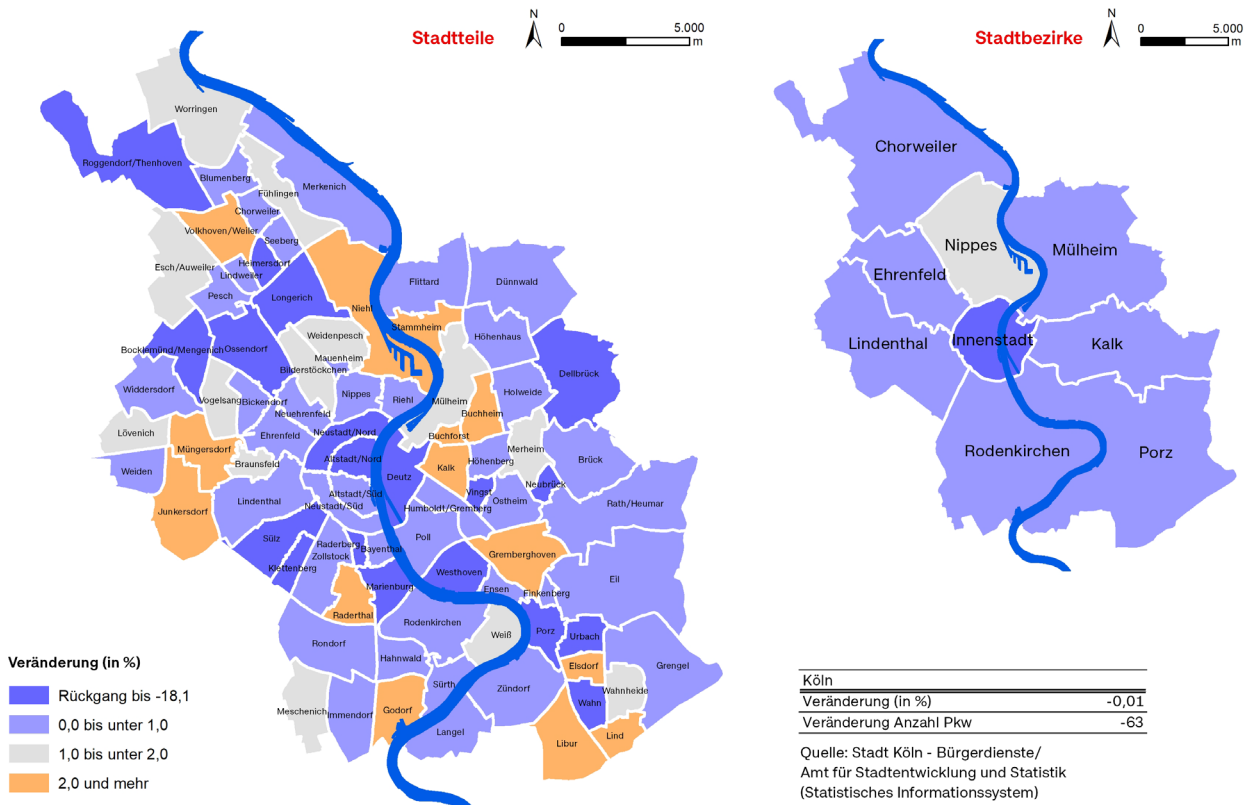 Stadtteile
N
0 5.000
m
Stadtbezirke
N
0 5.000
m
Worringen
Roggendorf/Thenhoven
Blumenberg
Merkenich
Fühlingen
Chorweiler
Volkhoven/Weiler
Seeberg
Heimersdorf
Esch/Auweiler
Lindweiler
Pesch
Longerich
Niehl
Flittard
Dünnwald
Stammheim
Weidenpesch
Höhenhaus
Bocklemünd/Mengenich
Ossendorf
Mauenheim
Bilderstöckchen
Dellbrück
Widdersdorf
Vogelsang
Bickendorf
Nippes
Riehl
Mülheim
Holweide
Neuehrenfeld
Buchheim
Lövenich
Müngersdorf
Ehrenfeld
Neustadt/Nord
Buchforst
Merheim
Weiden
Braunsfeld
Altstadt/Nord
Kalk
Höhenberg
Brück
Deutz
Vingst
Neubrück
Junkersdorf
Lindenthal
Altstadt/Süd
Neustadt/Süd
Humboldt/Gremberg
Ostheim
Rath/Heumar
Sülz
Raderberg
Zollstock
Bayenthal
Poll
Klettenberg
Marienburg
Westhoven
Gremberghoven
Eil
Ensen
Finkenberg
Raderthal
Rodenkirchen
Weiß
Porz
Urbach
Rondorf
Hahnwald
Elsdorf
Grengel
Sürth
Zündorf
Wahn
Wahnheide
Meschenich
Immendorf
Godorf
Langel
Libur
Lind
Chorweiler
Nippes
Mülheim
Ehrenfeld
Lindenthal
Innenstadt
Kalk
Rodenkirchen
Porz
Veränderung (in %)
Rückgang bis -18,1
0,0 bis unter 1,0
1,0 bis unter 2,0
2,0 und mehr
Köln
Veränderung (in %) -0,01
Veränderung Anzahl Pkw -63
Quelle: Stadt Köln - Bürgerdienste/
Amt für Stadtentwicklung und Statistik
(Statistisches Informationssystem)